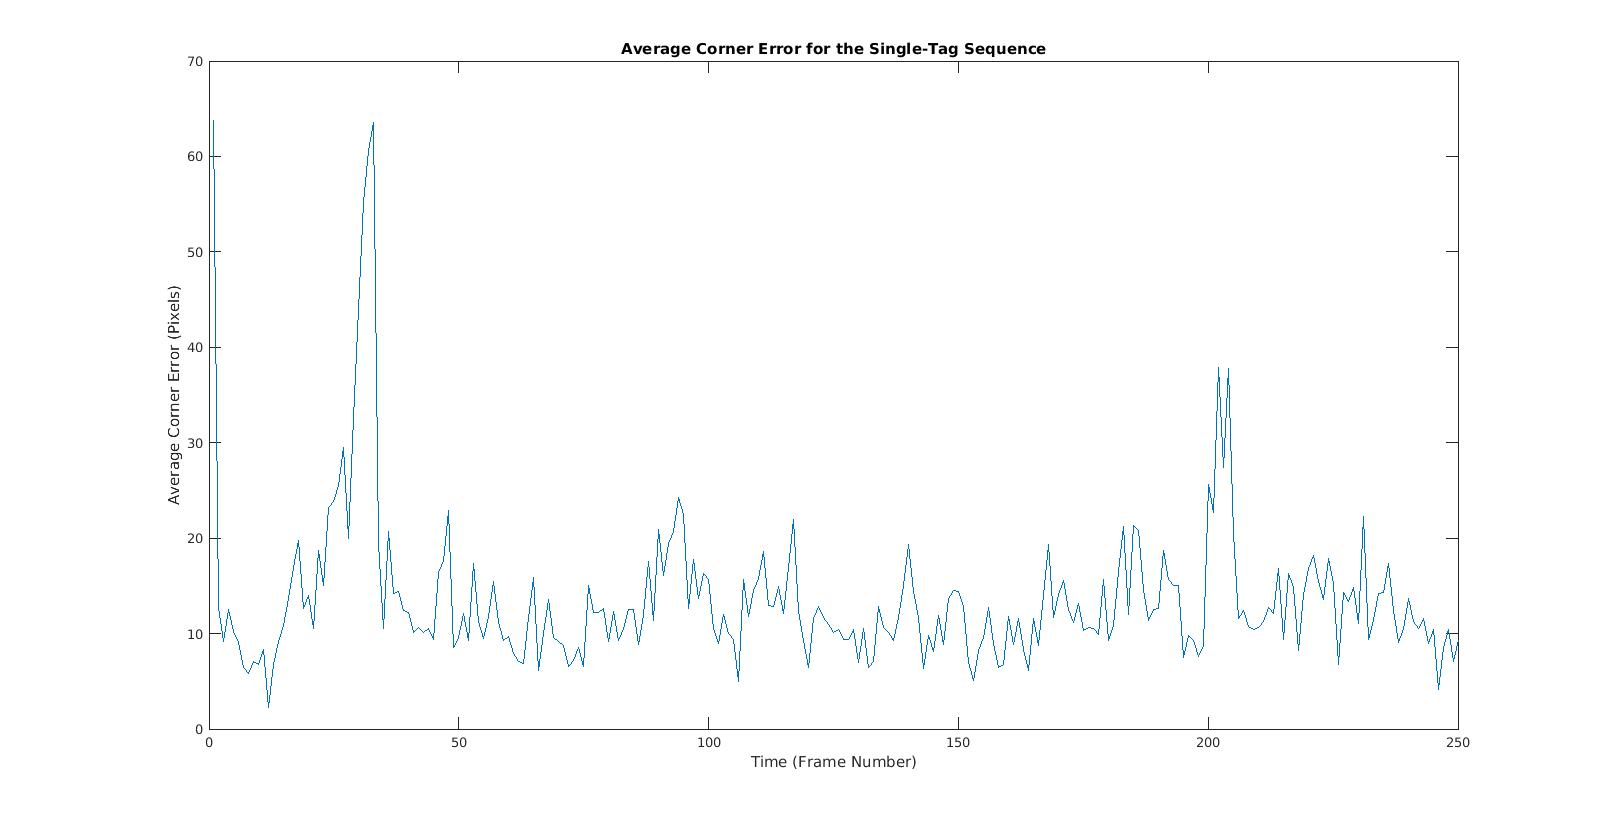 Average Corner Error for the Single-Tag Sequence
70
60
50
40
30
20
10
0
Average Corner Error (Pixels)
0 50 100 150 200 250
Time (Frame Number)